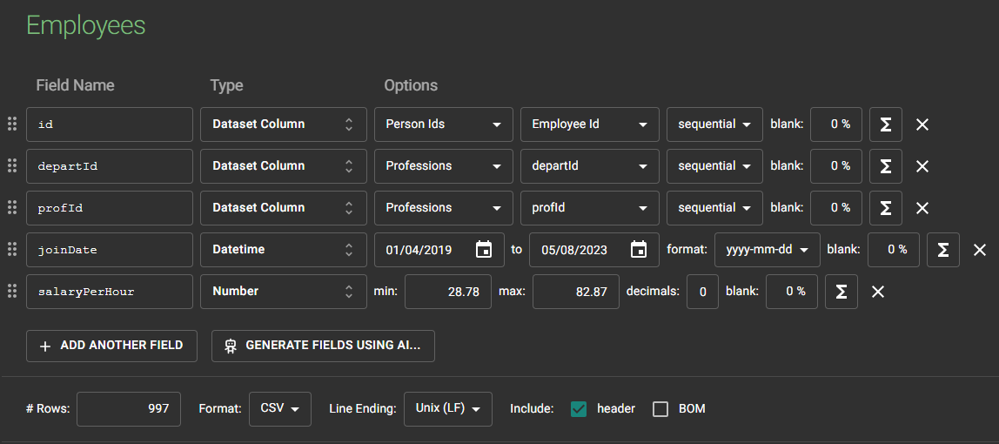 Employees
Field Name Type Options
id Dataset Column Person Ids Employee Id sequential blank: 0 % Σ
departId Dataset Column Professions departId sequential blank: 0 % Σ
profId Dataset Column Professions profId sequential blank: 0 % Σ
joinDate Datetime 01/04/2019 to 05/08/2023 format: yyyy-mm-dd blank: 0 % Σ
salaryPerHour Number min: 28.78 max: 82.87 decimals: 0 blank: 0 % Σ
+ ADD ANOTHER FIELD GENERATE FIELDS USING AI...
# Rows: 997 Format: CSV Line Ending: Unix (LF) Include: header BOM